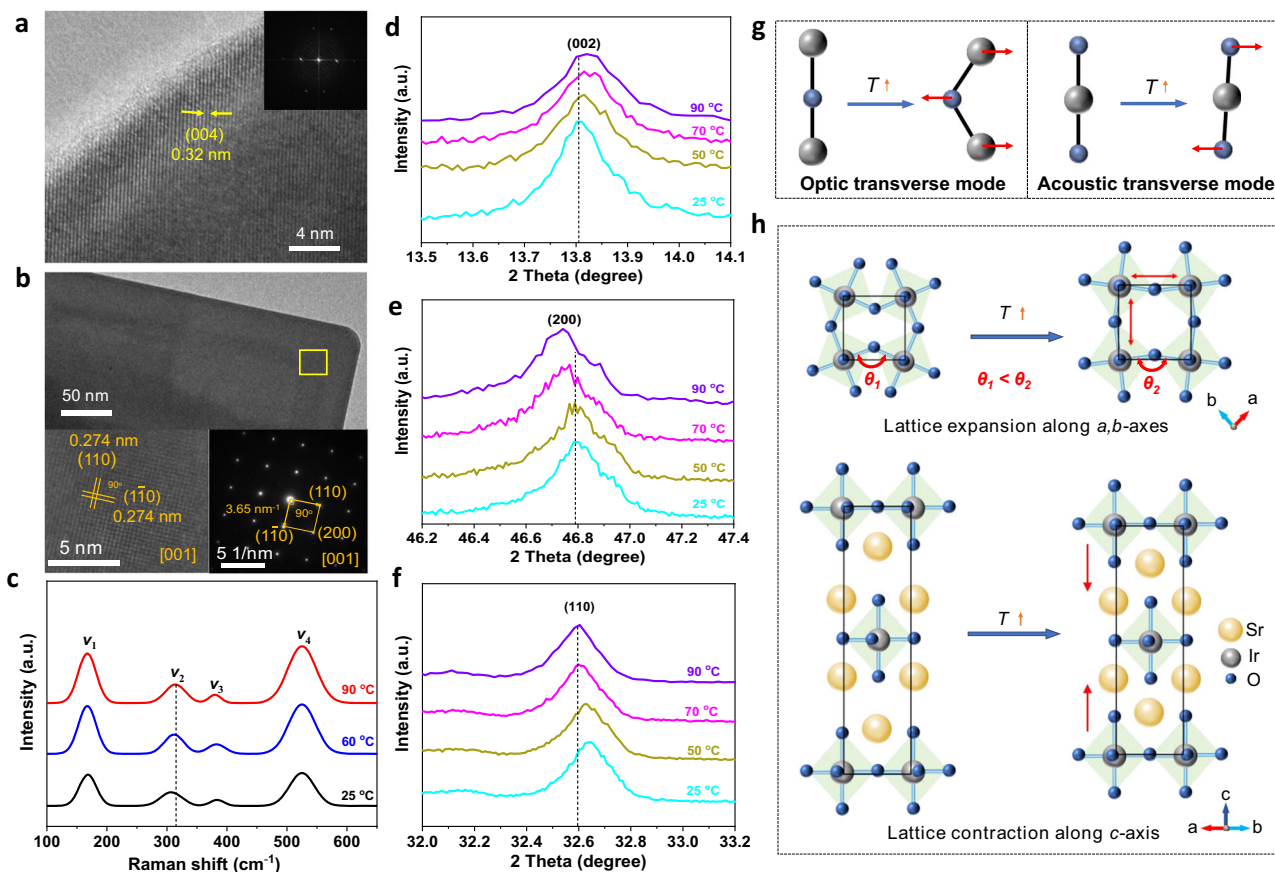 a
(004)
0.32 nm
4 nm
b
50 nm
0.274 nm
(110)
90°
(11̄0)
0.274 nm
5 nm
[001]
3.65 nm⁻¹
(110)
90°
(11̄0)
(200)
5 1/nm
[001]
c
Intensity (a.u.)
v₁
v₂
v₃
v₄
90 °C
60 °C
25 °C
100 200 300 400 500 600
Raman shift (cm⁻¹)
d
Intensity (a.u.)
(002)
90 °C
70 °C
50 °C
25 °C
13.5 13.6 13.7 13.8 13.9 14.0 14.1
2 Theta (degree)
e
Intensity (a.u.)
(200)
90 °C
70 °C
50 °C
25 °C
46.2 46.4 46.6 46.8 47.0 47.2 47.4
2 Theta (degree)
f
Intensity (a.u.)
(110)
90 °C
70 °C
50 °C
25 °C
32.0 32.2 32.4 32.6 32.8 33.0 33.2
2 Theta (degree)
g
T
Optic transverse mode
T
Acoustic transverse mode
h
T
θ₁
θ₁ < θ₂
θ₂
b a
Lattice expansion along a,b-axes
T
Sr
Ir
O
c
a b
Lattice contraction along c-axis